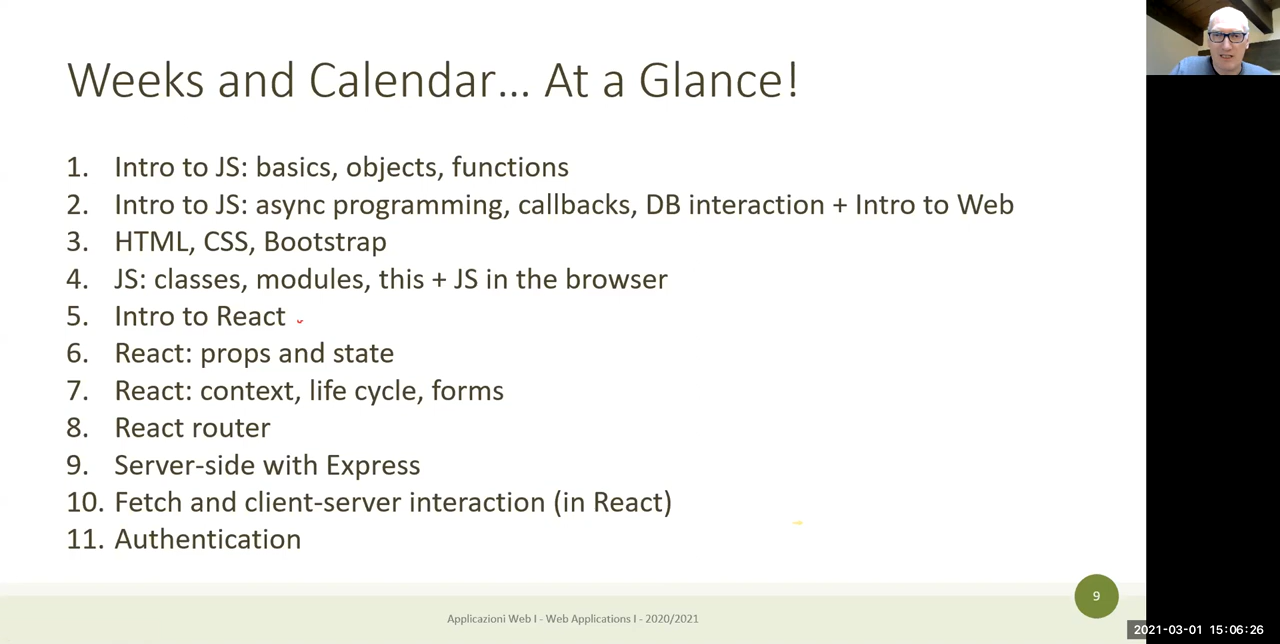 Weeks and Calendar... At a Glance!
1. Intro to JS: basics, objects, functions
2. Intro to JS: async programming, callbacks, DB interaction + Intro to Web
3. HTML, CSS, Bootstrap
4. JS: classes, modules, this + JS in the browser
5. Intro to React
6. React: props and state
7. React: context, life cycle, forms
8. React router
9. Server-side with Express
10. Fetch and client-server interaction (in React)
11. Authentication
9
Applicazioni Web I - Web Applications I - 2020/2021
2021-03-01 15:06:26